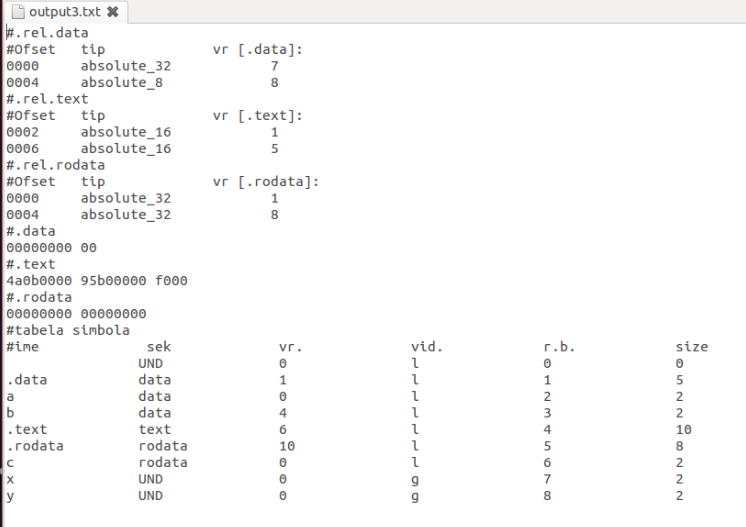 output3.txt
#.rel.data
#Ofset tip vr [.data]:
0000 absolute_32 7
0004 absolute_8 8
#.rel.text
#Ofset tip vr [.text]:
0002 absolute_16 1
0006 absolute_16 5
#.rel.rodata
#Ofset tip vr [.rodata]:
0000 absolute_32 1
0004 absolute_32 8
#.data
00000000 00
#.text
4a0b0000 95b00000 f000
#.rodata
00000000 00000000
#tabela simbola
#ime sek vr. vid. r.b. size
UND 0 l 0 0
.data data 1 l 1 5
a data 0 l 2 2
b data 4 l 3 2
.text text 6 l 4 10
.rodata rodata 10 l 5 8
c rodata 0 l 6 2
x UND 0 g 7 2
y UND 0 g 8 2